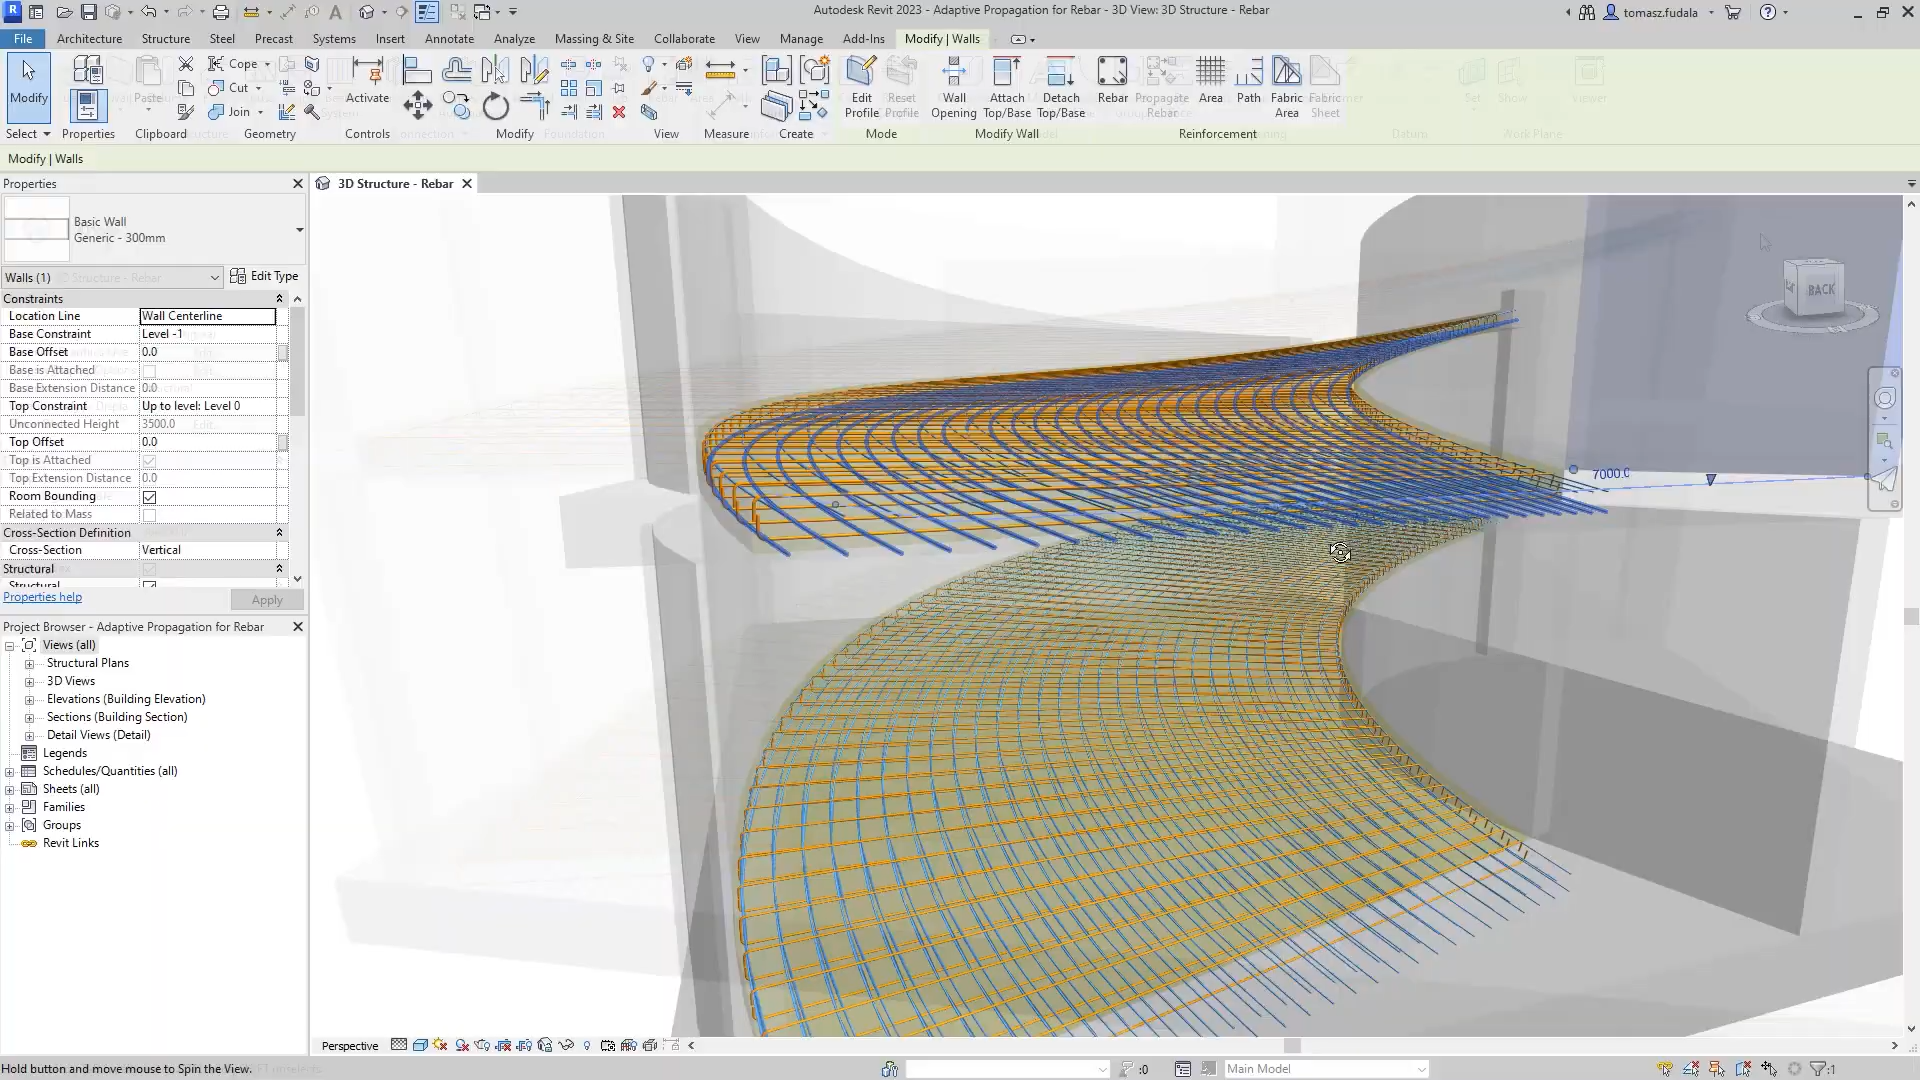 Autodesk Revit 2023 - Adaptive Propagation for Rebar - 3D View: 3D Structure - Rebar
tomasz.fudala
File Architecture Structure Steel Precast Systems Insert Annotate Analyze Massing & Site Collaborate View Manage Add-Ins Modify | Walls
Modify
Paste
Cope
Cut
Join
Activate
Edit Profile
Reset Profile
Wall Opening
Attach Top/Base
Detach Top/Base
Rebar
Propagate Rebar
Area
Path
Fabric Area
Fabric Sheet
Set
Show
Viewer
Select Properties Clipboard Geometry Controls Modify View Measure Create Mode Modify Wall Reinforcement Datum Work Plane
Modify | Walls
Properties
3D Structure - Rebar
Basic Wall
Generic - 300mm
Walls (1)
Edit Type
Constraints
Location Line Wall Centerline
Base Constraint Level -1
Base Offset 0.0
Base is Attached
Base Extension Distance 0.0
Top Constraint Up to level: Level 0
Unconnected Height 3500.0
Top Offset 0.0
Top is Attached
Top Extension Distance 0.0
Room Bounding
Related to Mass
Cross-Section Definition
Cross-Section Vertical
Structural
Structural
Properties help
Apply
Project Browser - Adaptive Propagation for Rebar
Views (all)
Structural Plans
3D Views
Elevations (Building Elevation)
Sections (Building Section)
Detail Views (Detail)
Legends
Schedules/Quantities (all)
Sheets (all)
Families
Groups
Revit Links
BACK
7000.0
Perspective
Hold button and move mouse to Spin the View.
:0
Main Model
:1